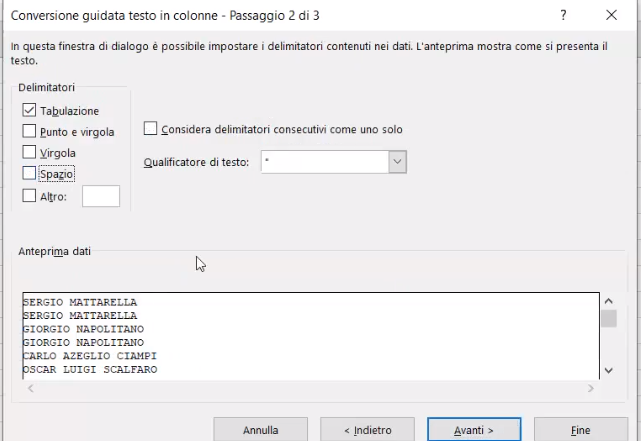 Conversione guidata testo in colonne - Passaggio 2 di 3
?
In questa finestra di dialogo è possibile impostare i delimitatori contenuti nei dati. L'anteprima mostra come si presenta il
testo.
Delimitatori
Tabulazione
Punto e virgola
Virgola
Spazio
Altro:
Considera delimitatori consecutivi come uno solo
Qualificatore di testo: "
Anteprima dati
SERGIO MATTARELLA
SERGIO MATTARELLA
GIORGIO NAPOLITANO
GIORGIO NAPOLITANO
CARLO AZEGLIO CIAMPI
OSCAR LUIGI SCALFARO
Annulla
< Indietro
Avanti >
Fine